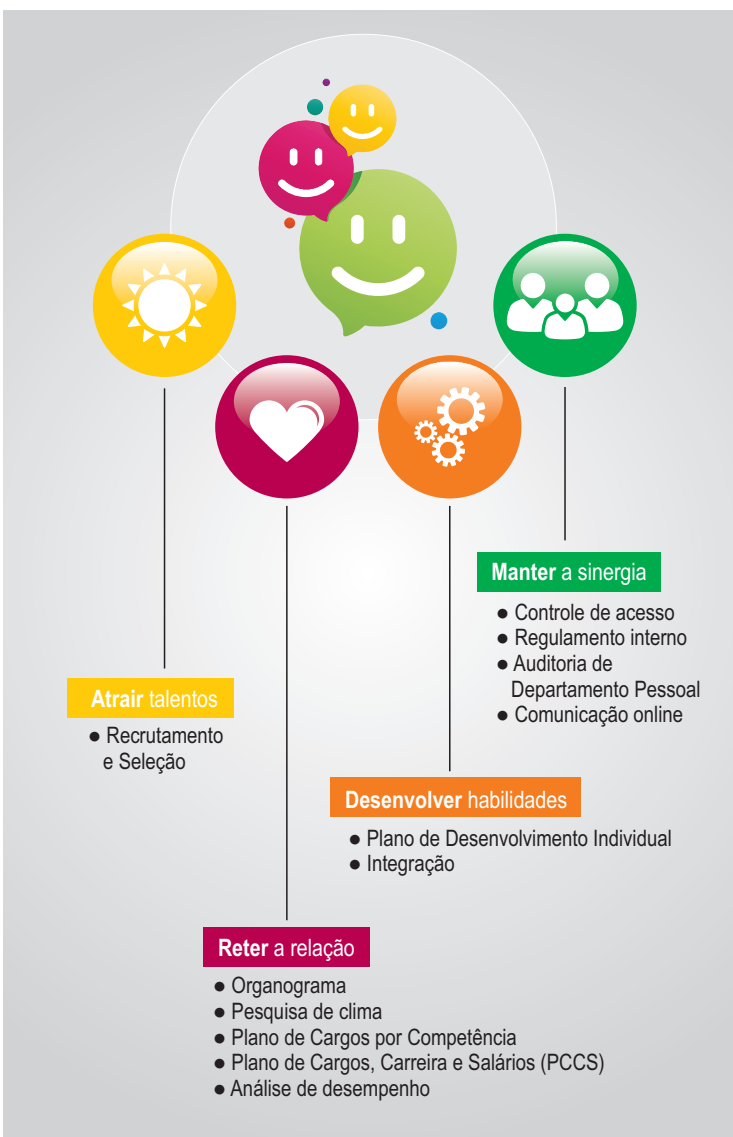 Manter a sinergia
● Controle de acesso
● Regulamento interno
● Auditoria de
Departamento Pessoal
● Comunicação online
Atrair talentos
● Recrutamento
e Seleção
Desenvolver habilidades
● Plano de Desenvolvimento Individual
● Integração
Reter a relação
● Organograma
● Pesquisa de clima
● Plano de Cargos por Competência
● Plano de Cargos, Carreira e Salários (PCCS)
● Análise de desempenho